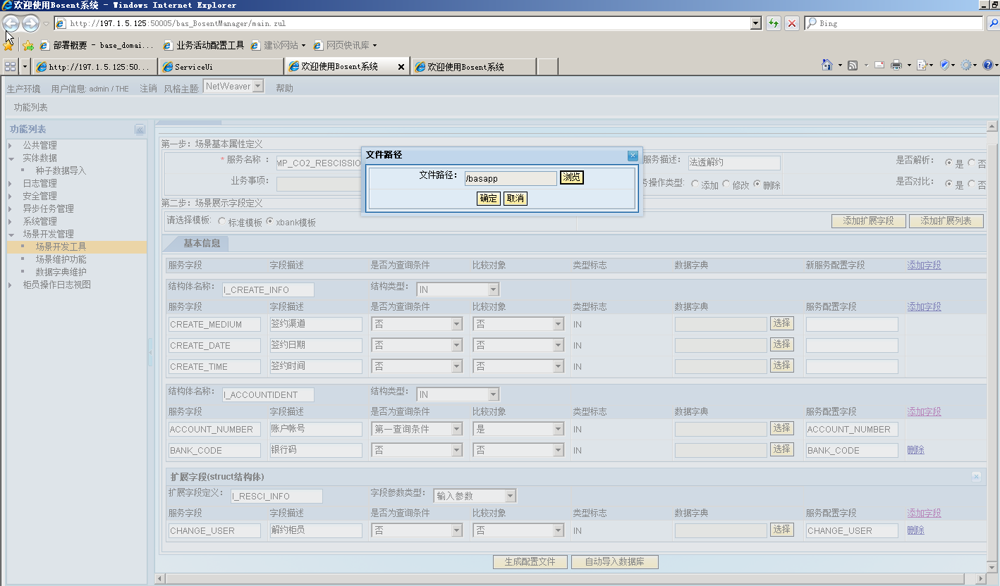 欢迎使用Bosent系统 - Windows Internet Explorer
http://197.1.5.125:50005/bas_BosentManager/main.zul
Bing
部署概要 - base_domai... 业务活动配置工具 建议网站 网页快讯库
http://197.1.5.125:50... ServiceUi 欢迎使用Bosent系统 欢迎使用Bosent系统
生产环境 用户信息: admin / THE 注销 风格主题 NetWeaver 帮助
功能列表
功能列表
公共管理
实体数据
种子数据导入
日志管理
安全管理
异步任务管理
系统管理
场景开发管理
场景开发工具
场景维护功能
数据字典维护
柜员操作日志视图
第一步: 场景基本属性定义
* 服务名称: MP_CO2_RESCISSIO 服务描述: 法透解约 是否解析: 是 否
业务事项: 操作类型: 添加 修改 删除 是否对比: 是 否
文件路径
文件路径: /basapp 浏览
确定 取消
第二步: 场景展示字段定义
请选择模板: 标准模板 xbank模板 添加扩展字段 添加扩展列表
基本信息
服务字段 字段描述 是否为查询条件 比较对象 类型标志 数据字典 新服务配置字段 添加字段
结构体名称: I_CREATE_INFO 结构类型: IN
服务字段 字段描述 是否为查询条件 比较对象 类型标志 数据字典 服务配置字段 添加字段
CREATE_MEDIUM 签约渠道 否 否 IN 选择
CREATE_DATE 签约日期 否 否 IN 选择
CREATE_TIME 签约时间 否 否 IN 选择
结构体名称: I_ACCOUNTIDENT 结构类型: IN
服务字段 字段描述 是否为查询条件 比较对象 类型标志 数据字典 服务配置字段 添加字段
ACCOUNT_NUMBER 账户帐号 第一查询条件 是 IN 选择 ACCOUNT_NUMBER
BANK_CODE 银行码 否 否 IN 选择 BANK_CODE 删除
扩展字段(struct结构体)
扩展字段定义: I_RESCI_INFO 字段参数类型: 输入参数
服务字段 字段描述 是否为查询条件 比较对象 类型标志 数据字典 服务配置字段 添加字段
CHANGE_USER 解约柜员 否 否 IN 选择 CHANGE_USER 删除
生成配置文件 自动导入数据库